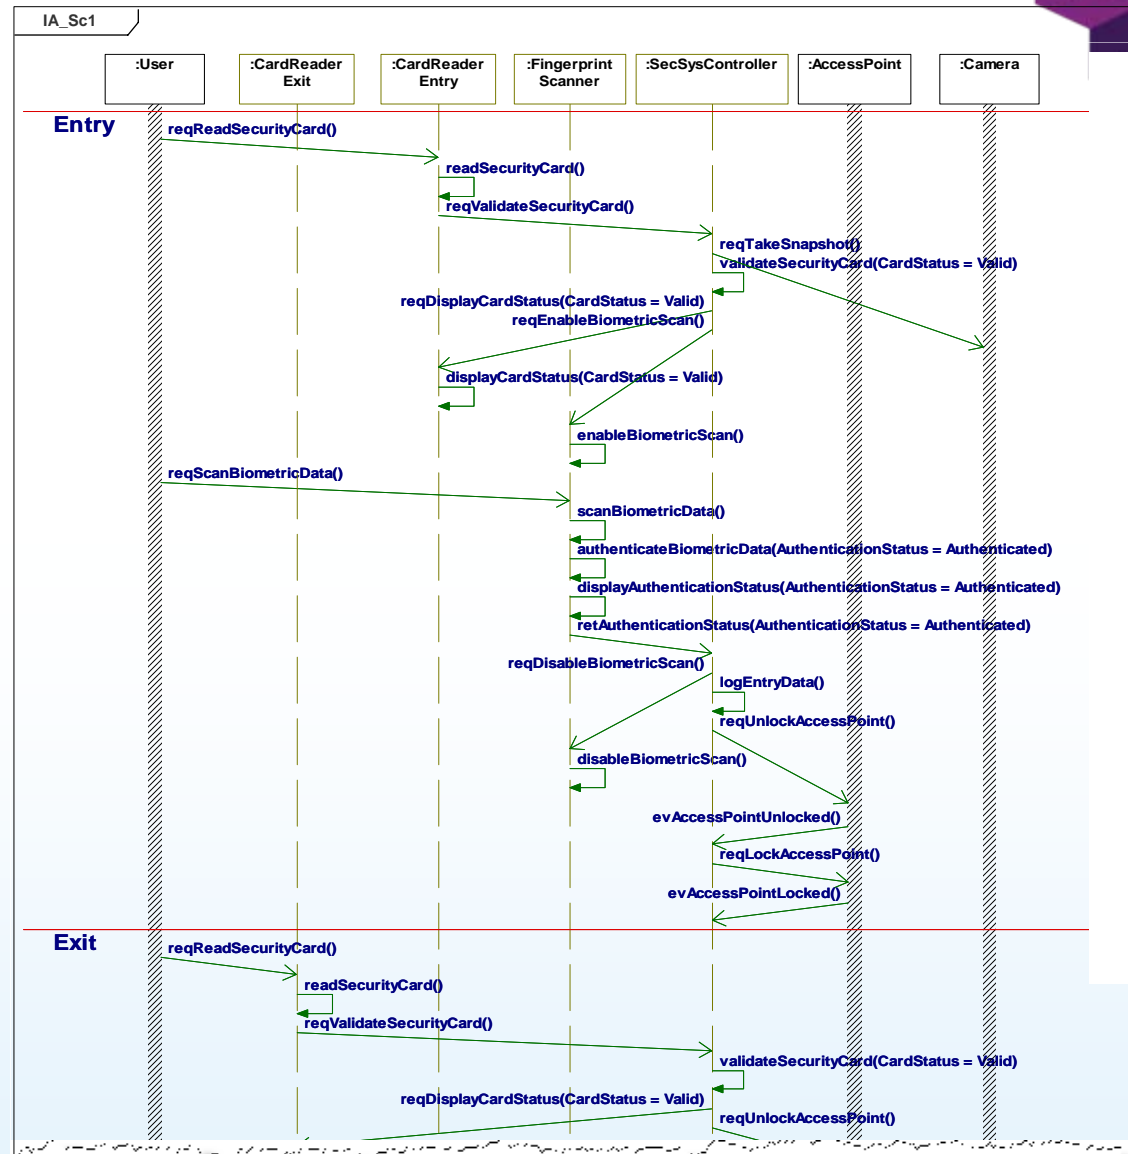 IA_Sc1
:User
:CardReader
Exit
:CardReader
Entry
:Fingerprint
Scanner
:SecSysController
:AccessPoint
:Camera
Entry
reqReadSecurityCard()
readSecurityCard()
reqValidateSecurityCard()
reqTakeSnapshot()
validateSecurityCard(CardStatus = Valid)
reqDisplayCardStatus(CardStatus = Valid)
reqEnableBiometricScan()
displayCardStatus(CardStatus = Valid)
enableBiometricScan()
reqScanBiometricData()
scanBiometricData()
authenticateBiometricData(AuthenticationStatus = Authenticated)
displayAuthenticationStatus(AuthenticationStatus = Authenticated)
retAuthenticationStatus(AuthenticationStatus = Authenticated)
reqDisableBiometricScan()
logEntryData()
reqUnlockAccessPoint()
disableBiometricScan()
evAccessPointUnlocked()
reqLockAccessPoint()
evAccessPointLocked()
Exit
reqReadSecurityCard()
readSecurityCard()
reqValidateSecurityCard()
validateSecurityCard(CardStatus = Valid)
reqDisplayCardStatus(CardStatus = Valid)
reqUnlockAccessPoint()